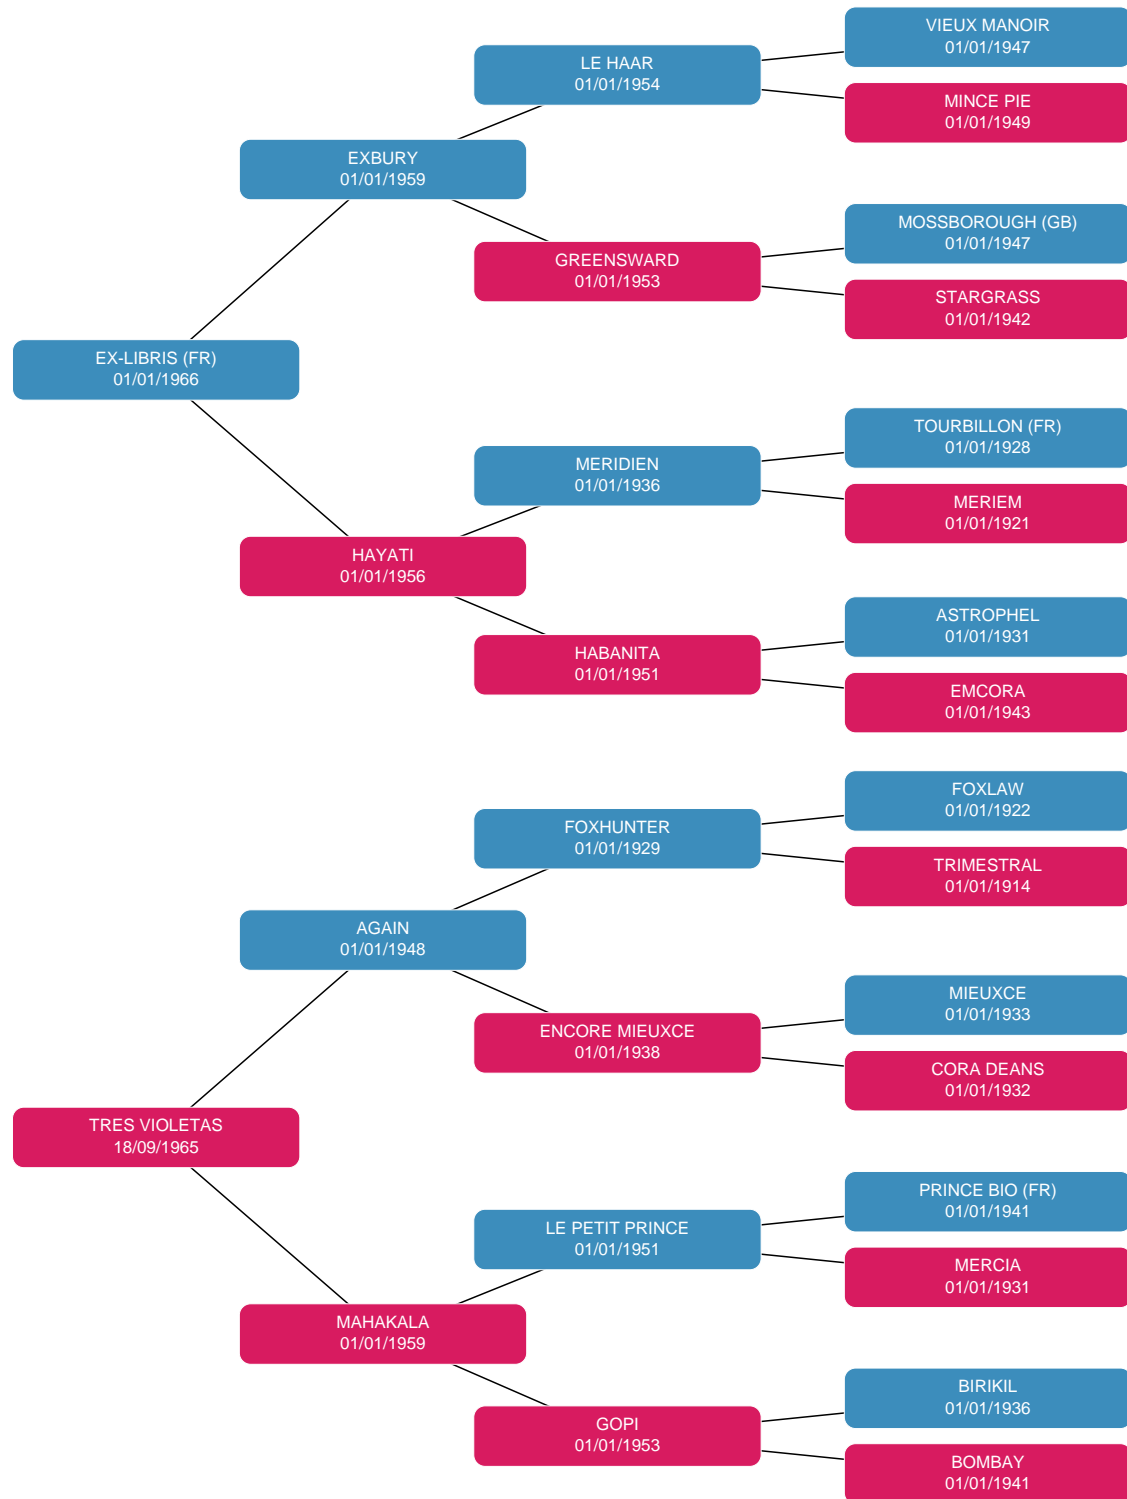 VIEUX MANOIR
01/01/1947
LE HAAR
01/01/1954
MINCE PIE
01/01/1949
EXBURY
01/01/1959
MOSSBOROUGH (GB)
01/01/1947
GREENSWARD
01/01/1953
STARGRASS
01/01/1942
EX-LIBRIS (FR)
01/01/1966
TOURBILLON (FR)
01/01/1928
MERIDIEN
01/01/1936
MERIEM
01/01/1921
HAYATI
01/01/1956
ASTROPHEL
01/01/1931
HABANITA
01/01/1951
EMCORA
01/01/1943
FOXLAW
01/01/1922
FOXHUNTER
01/01/1929
TRIMESTRAL
01/01/1914
AGAIN
01/01/1948
MIEUXCE
01/01/1933
ENCORE MIEUXCE
01/01/1938
CORA DEANS
01/01/1932
TRES VIOLETAS
18/09/1965
PRINCE BIO (FR)
01/01/1941
LE PETIT PRINCE
01/01/1951
MERCIA
01/01/1931
MAHAKALA
01/01/1959
BIRIKIL
01/01/1936
GOPI
01/01/1953
BOMBAY
01/01/1941